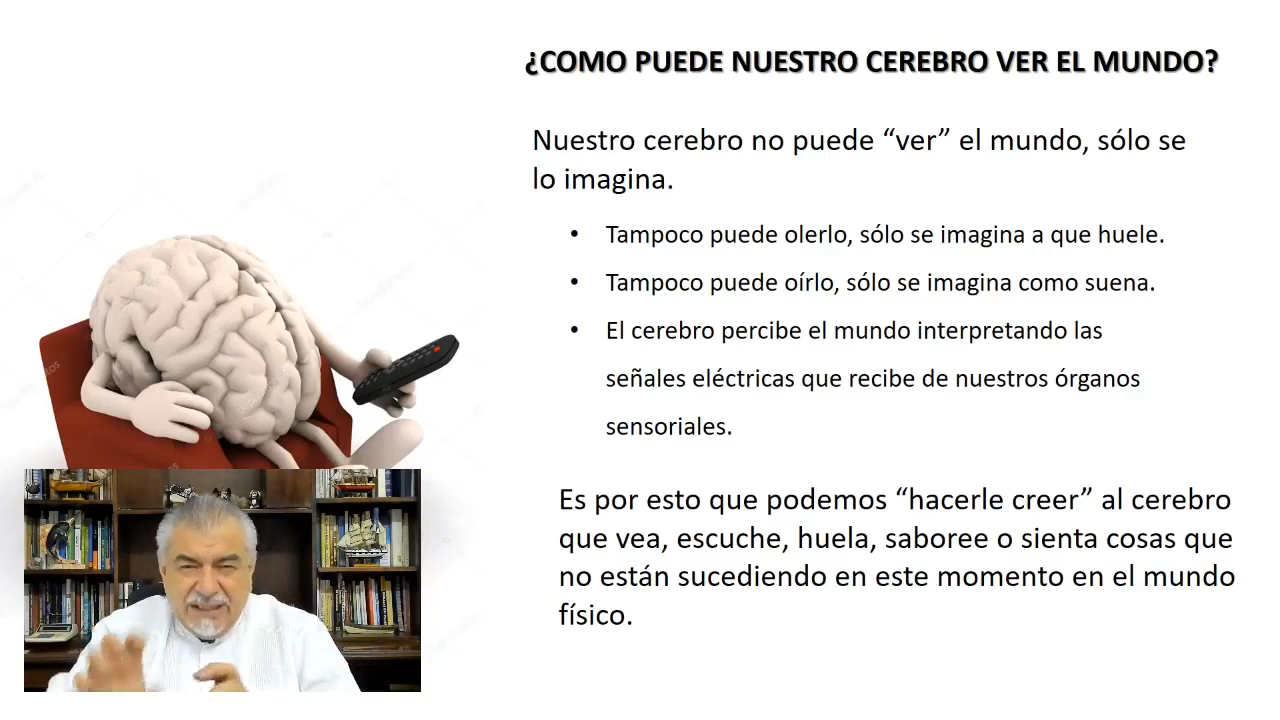 ¿COMO PUEDE NUESTRO CEREBRO VER EL MUNDO?
Nuestro cerebro no puede “ver” el mundo, sólo se
lo imagina.
• Tampoco puede olerlo, sólo se imagina a que huele.
• Tampoco puede oírlo, sólo se imagina como suena.
• El cerebro percibe el mundo interpretando las
señales eléctricas que recibe de nuestros órganos
sensoriales.
Es por esto que podemos “hacerle creer” al cerebro
que vea, escuche, huela, saboree o sienta cosas que
no están sucediendo en este momento en el mundo
físico.